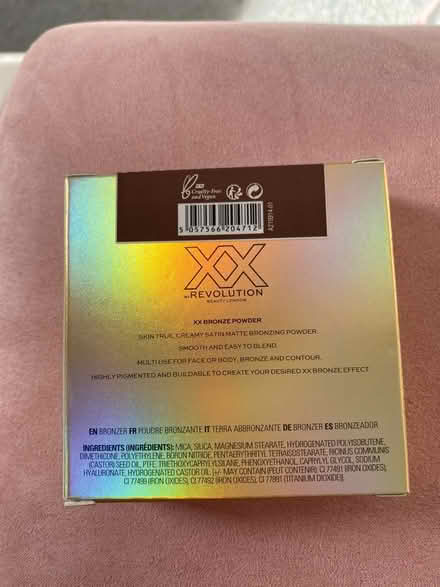 Cruelty-Free
and Vegan
5 057566 204712
XX
BY REVOLUTION
BEAUTY LONDON
XX BRONZE POWDER
SKIN TRUE, CREAMY SATIN MATTE BRONZING POWDER.
SMOOTH AND EASY TO BLEND.
MULTI USE FOR FACE OR BODY, BRONZE AND CONTOUR.
HIGHLY PIGMENTED AND BUILDABLE TO CREATE YOUR DESIRED XX BRONZE EFFECT
EN BRONZER FR POUDRE BRONZANTE IT TERRA ABBRONZANTE DE BRONZER ES BRONZEADOR
INGREDIENTS (INGRÉDIENTS): MICA, SILICA, MAGNESIUM STEARATE, HYDROGENATED POLYISOBUTENE,
DIMETHICONE, POLYETHYLENE, BORON NITRIDE, PENTAERYTHRITYL TETRAISOSTEARATE, RICINUS COMMUNIS
(CASTOR) SEED OIL, PTFE, TRIETHOXYCAPRYLYLSILANE, PHENOXYETHANOL, CAPRYLYL GLYCOL, SODIUM
HYALURONATE, HYDROGENATED CASTOR OIL, [+/- MAY CONTAIN (PEUT CONTENIR): CI 77491 (IRON OXIDES),
CI 77499 (IRON OXIDES), CI 77492 (IRON OXIDES), CI 77891 (TITANIUM DIOXIDE)]